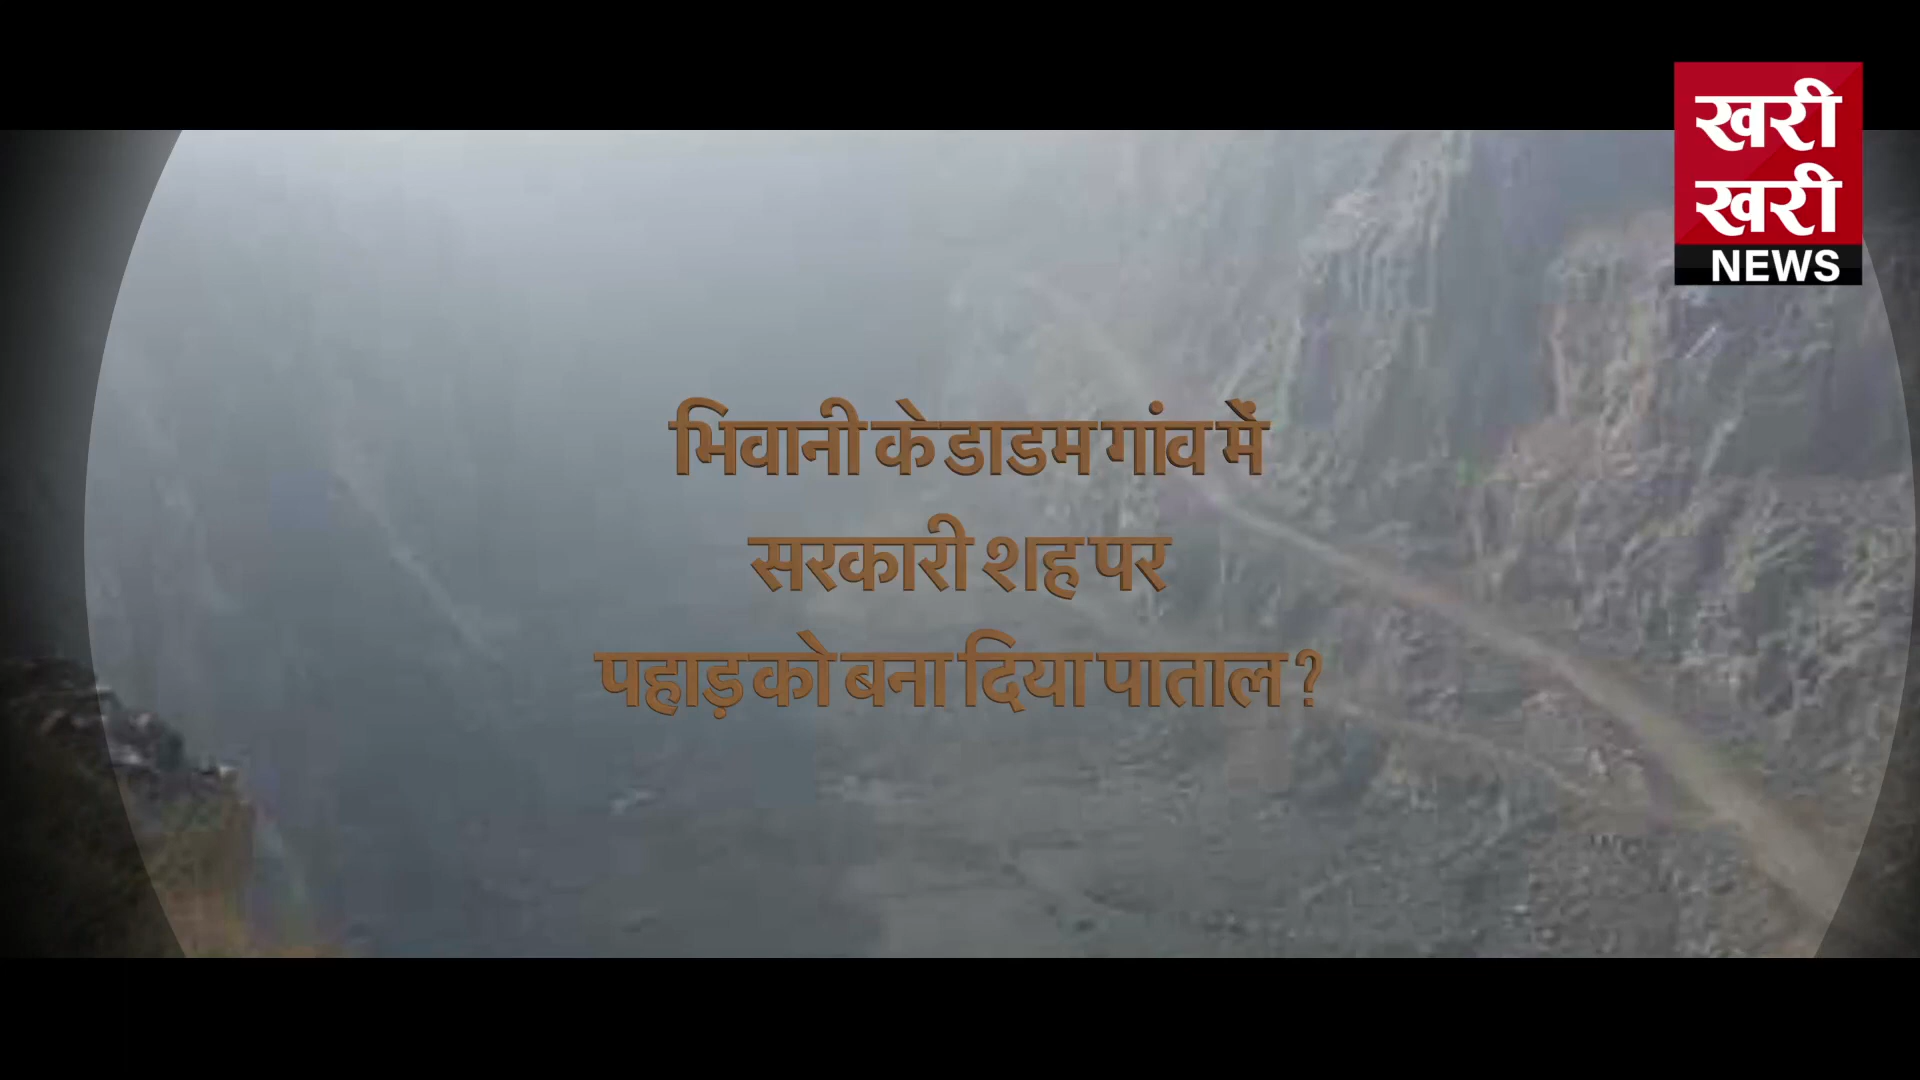 खरी
खरी
NEWS
भिवानी के डाडम गांव में
सरकारी शह पर
पहाड़ को बना दिया पाताल ?